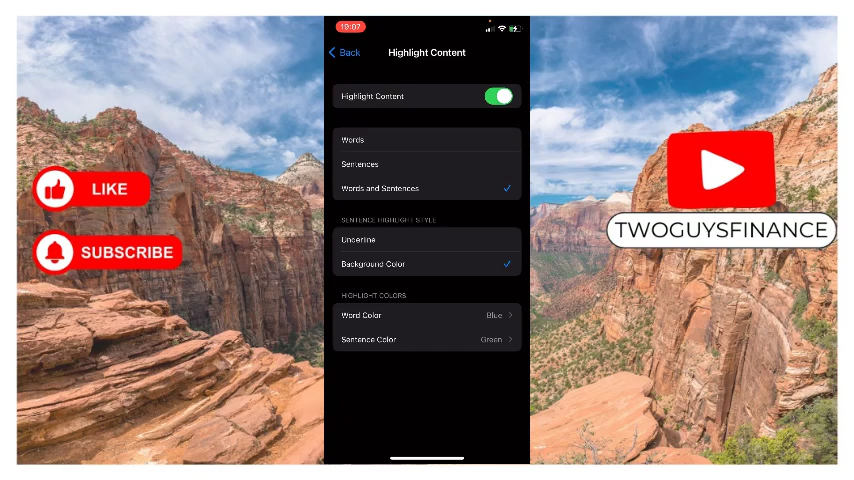 19:07
Back
Highlight Content
Highlight Content
Words
Sentences
Words and Sentences
SENTENCE HIGHLIGHT STYLE
Underline
Background Color
HIGHLIGHT COLORS
Word Color Blue
Sentence Color Green
LIKE
SUBSCRIBE
TWOGUYSFINANCE